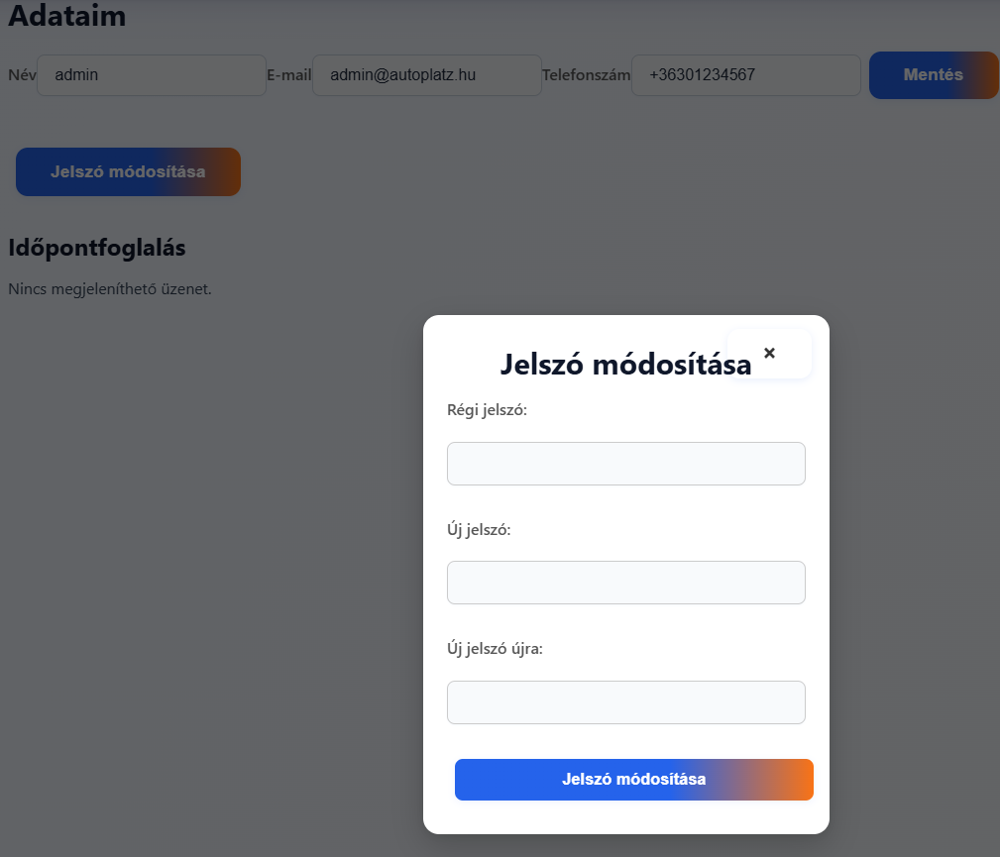 Adataim
Név admin E-mail admin@autoplatz.hu Telefonszám +36301234567 Mentés
Jelszó módosítása
Időpontfoglalás
Nincs megjeleníthető üzenet.
×
Jelszó módosítása
Régi jelszó:
Új jelszó:
Új jelszó újra:
Jelszó módosítása